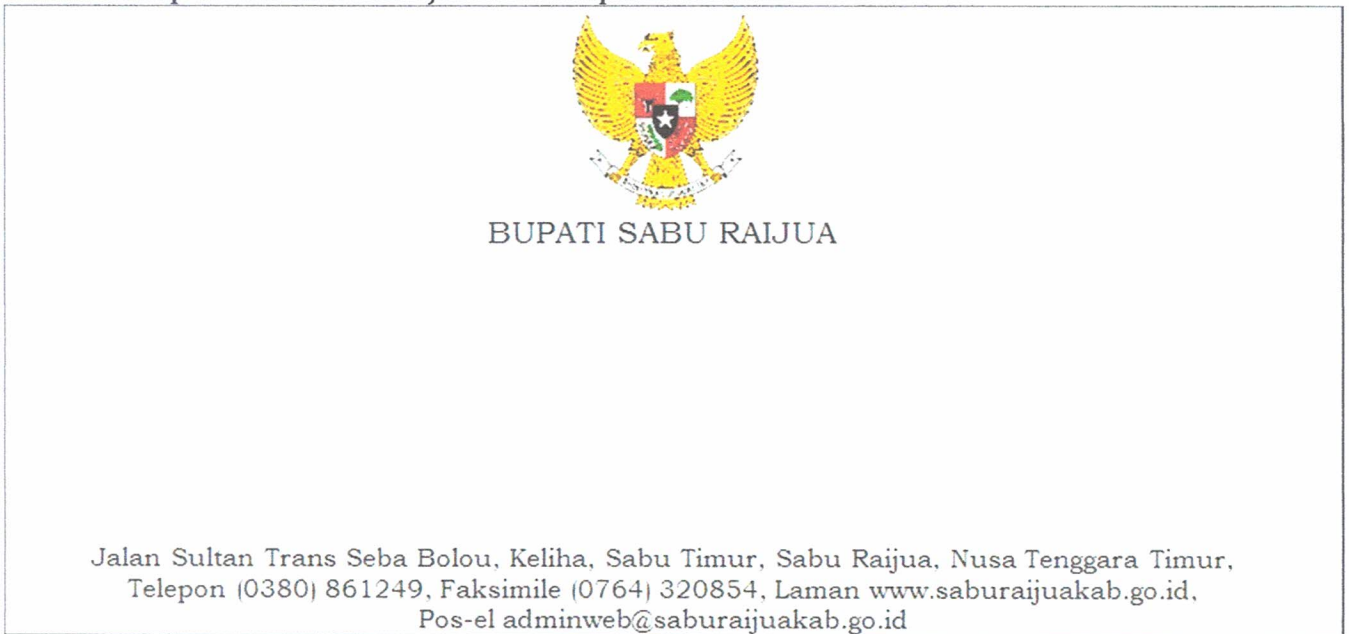 BUPATI SABU RAIJUA
Jalan Sultan Trans Seba Bolou, Keliha, Sabu Timur, Sabu Raijua, Nusa Tenggara Timur,
Telepon (0380) 861249, Faksimile (0764) 320854, Laman www.saburaijuakab.go.id,
Pos-el adminweb@saburaijuakab.go.id